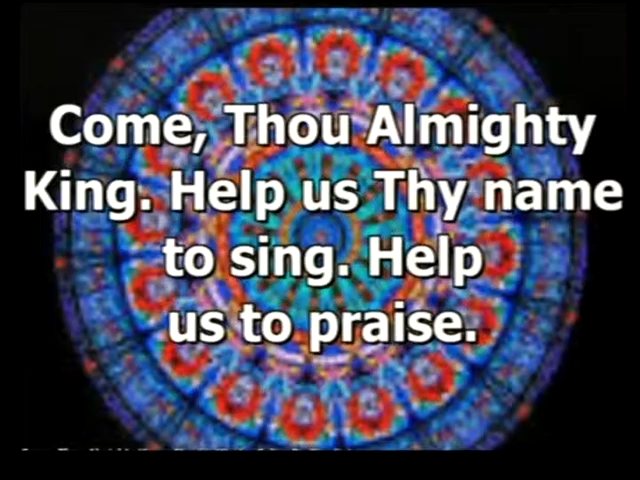 Come, Thou Almighty
King. Help us Thy name
to sing. Help
us to praise.